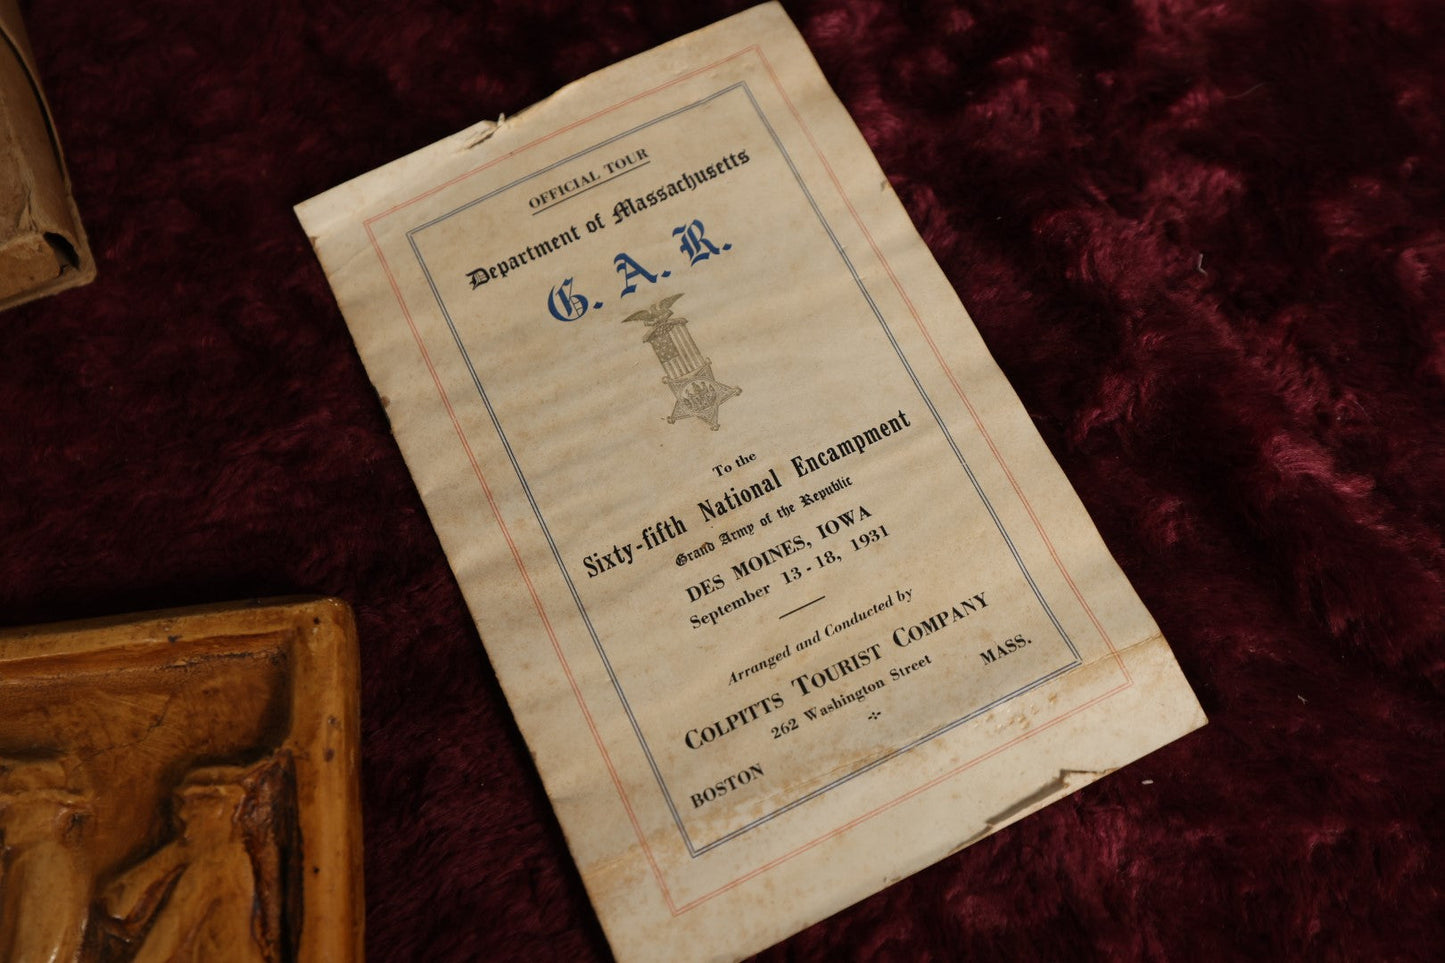 OFFICIAL TOUR
Department of Massachusetts
G. A. R.
To the
Sixty-fifth National Encampment
Grand Army of the Republic
DES MOINES, IOWA
September 13-18, 1931
Arranged and Conducted by
COLPITTS TOURIST COMPANY
262 Washington Street
BOSTON MASS.